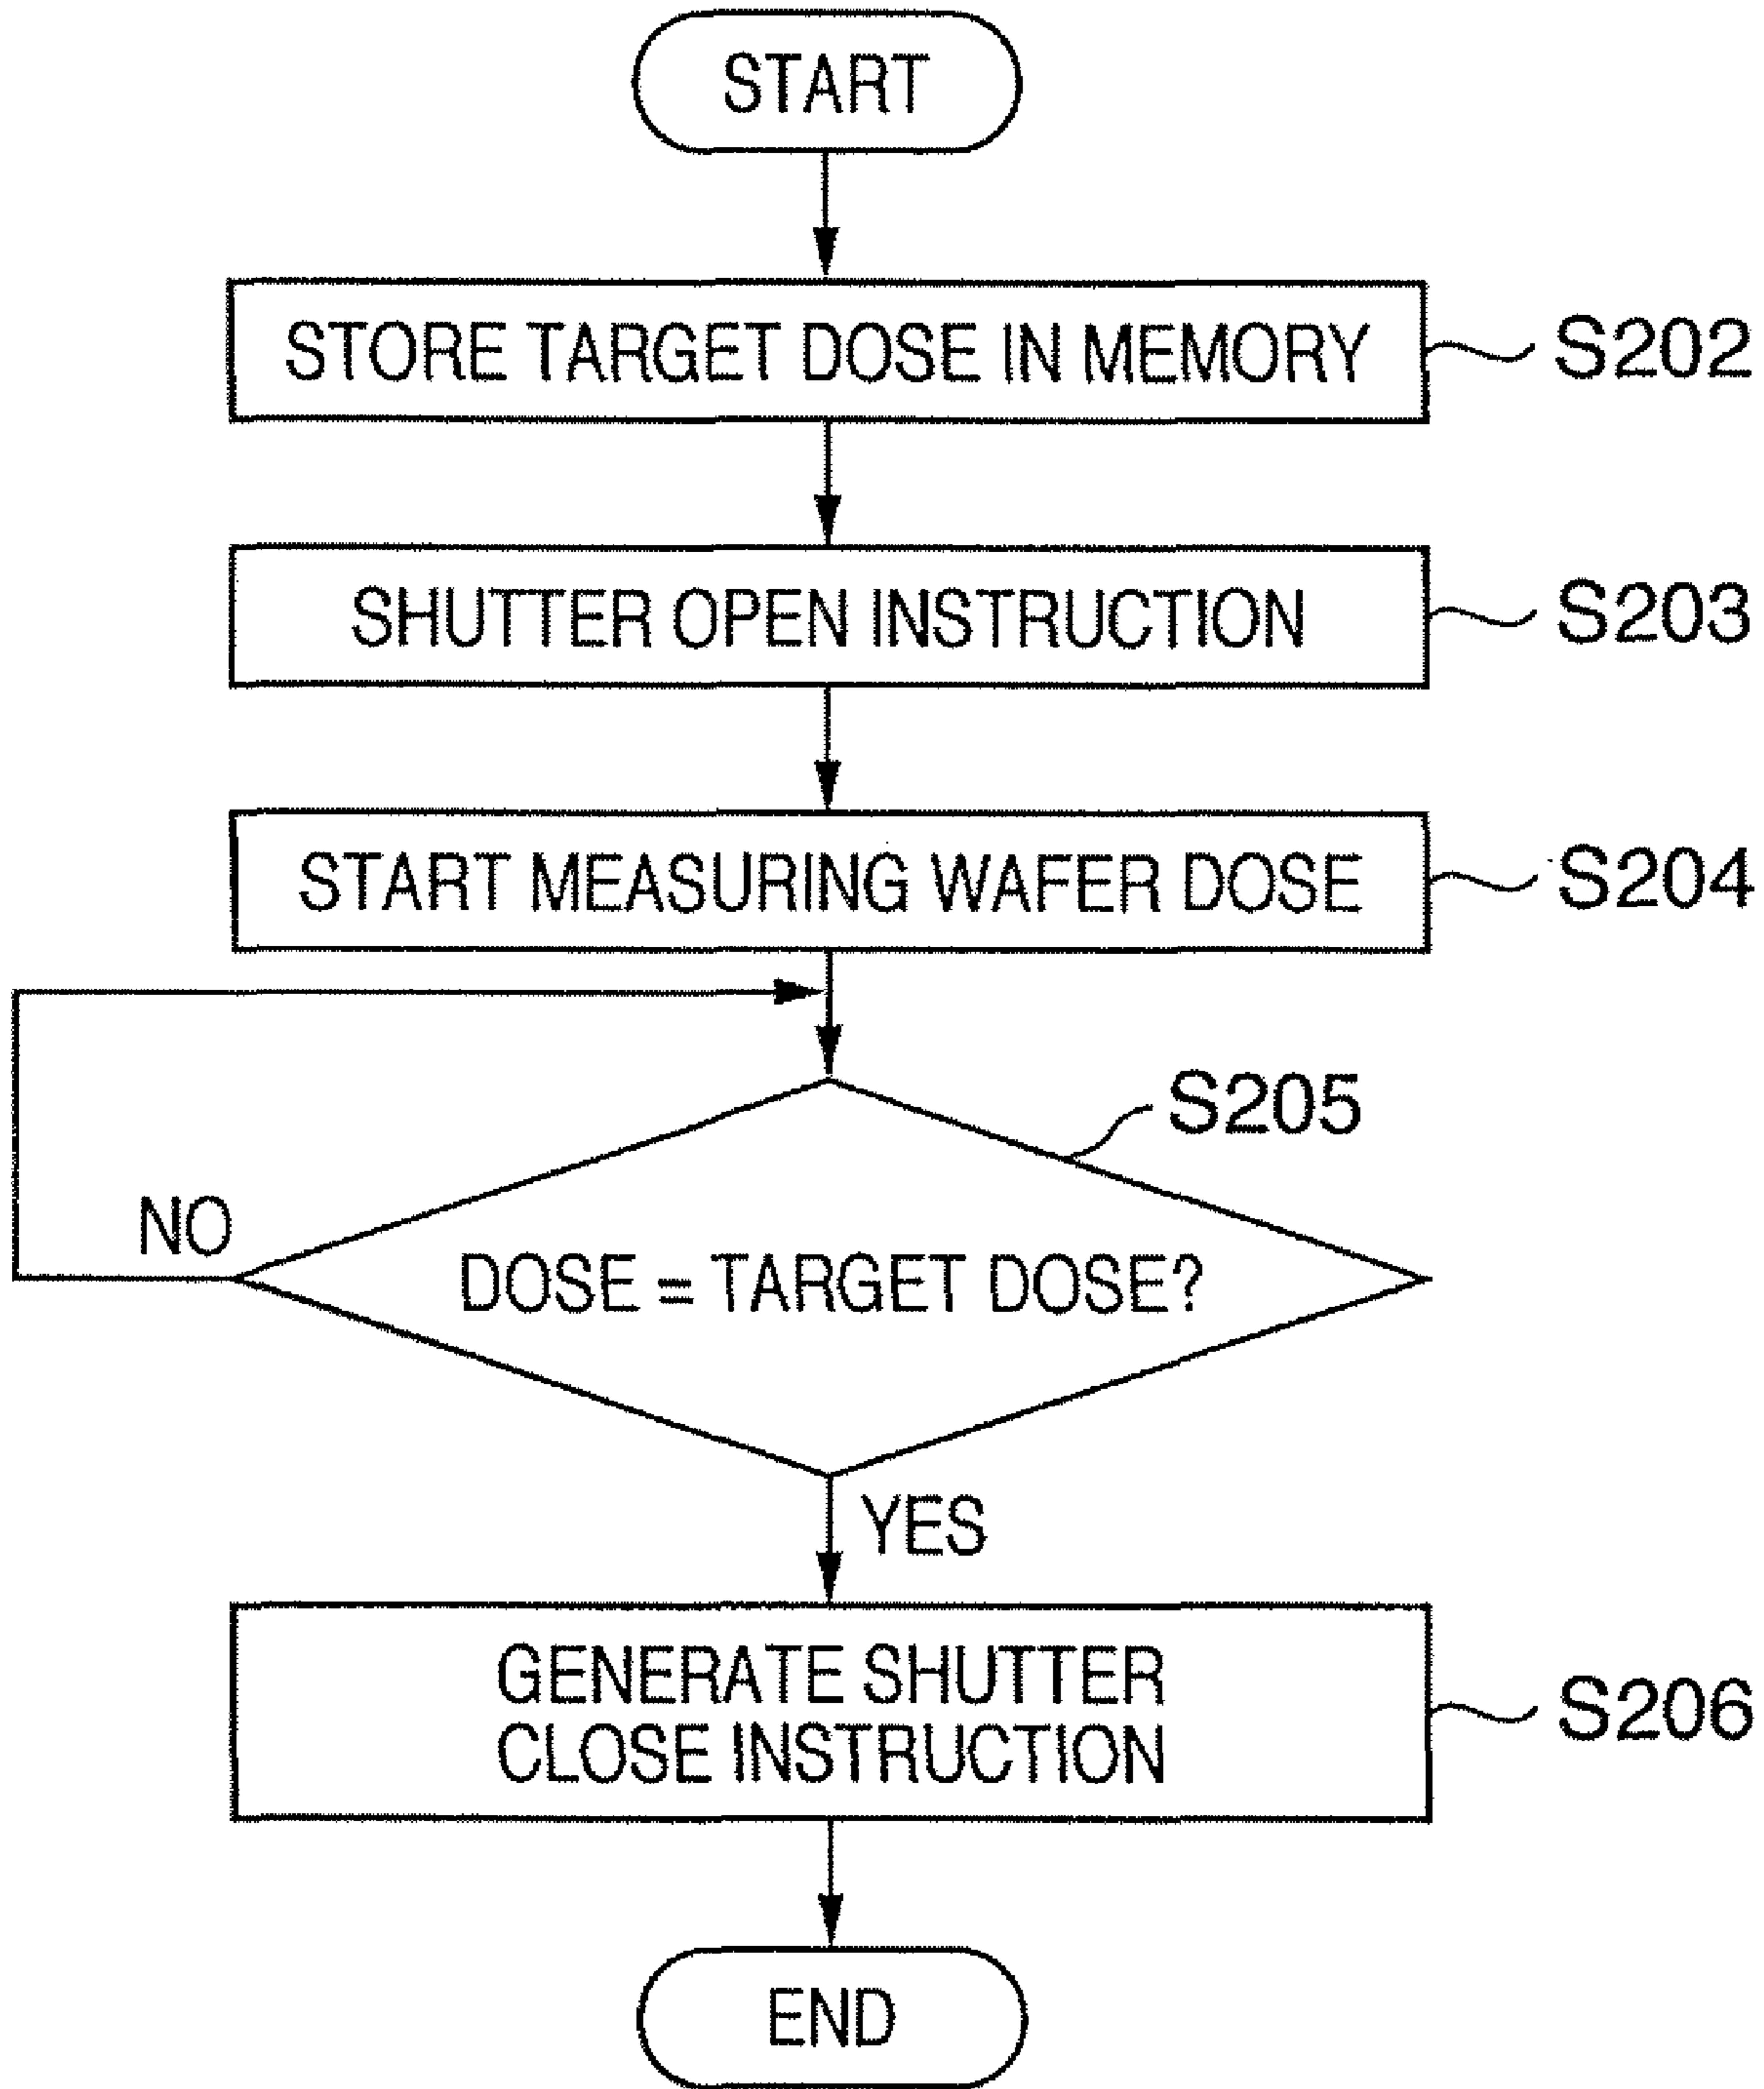 START
STORE TARGET DOSE IN MEMORY
S202
SHUTTER OPEN INSTRUCTION
S203
START MEASURING WAFER DOSE
S204
S205
NO
DOSE = TARGET DOSE?
YES
GENERATE SHUTTER
CLOSE INSTRUCTION
S206
END